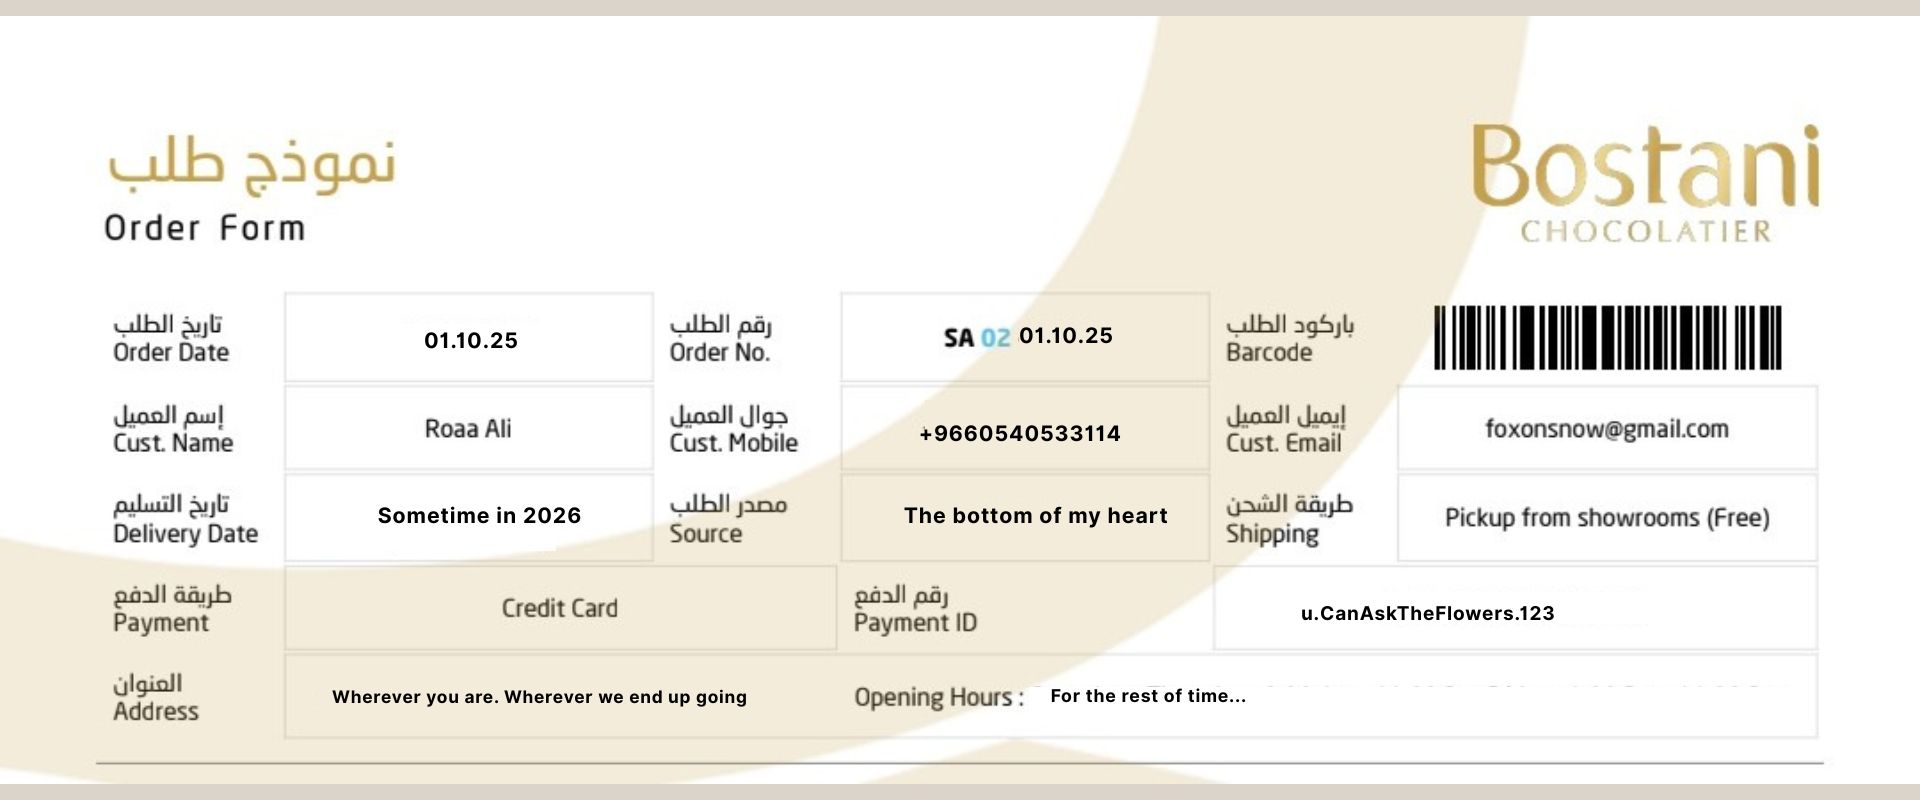 نموذج طلب
Order Form
Bostani
CHOCOLATIER
تاريخ الطلب
Order Date
01.10.25
رقم الطلب
Order No.
SA 02 01.10.25
باركود الطلب
Barcode
إسم العميل
Cust. Name
Roaa Ali
جوال العميل
Cust. Mobile
+9660540533114
إيميل العميل
Cust. Email
foxonsnow@gmail.com
تاريخ التسليم
Delivery Date
Sometime in 2026
مصدر الطلب
Source
The bottom of my heart
طريقة الشحن
Shipping
Pickup from showrooms (Free)
طريقة الدفع
Payment
Credit Card
رقم الدفع
Payment ID
u.CanAskTheFlowers.123
العنوان
Address
Wherever you are. Wherever we end up going
Opening Hours : For the rest of time...